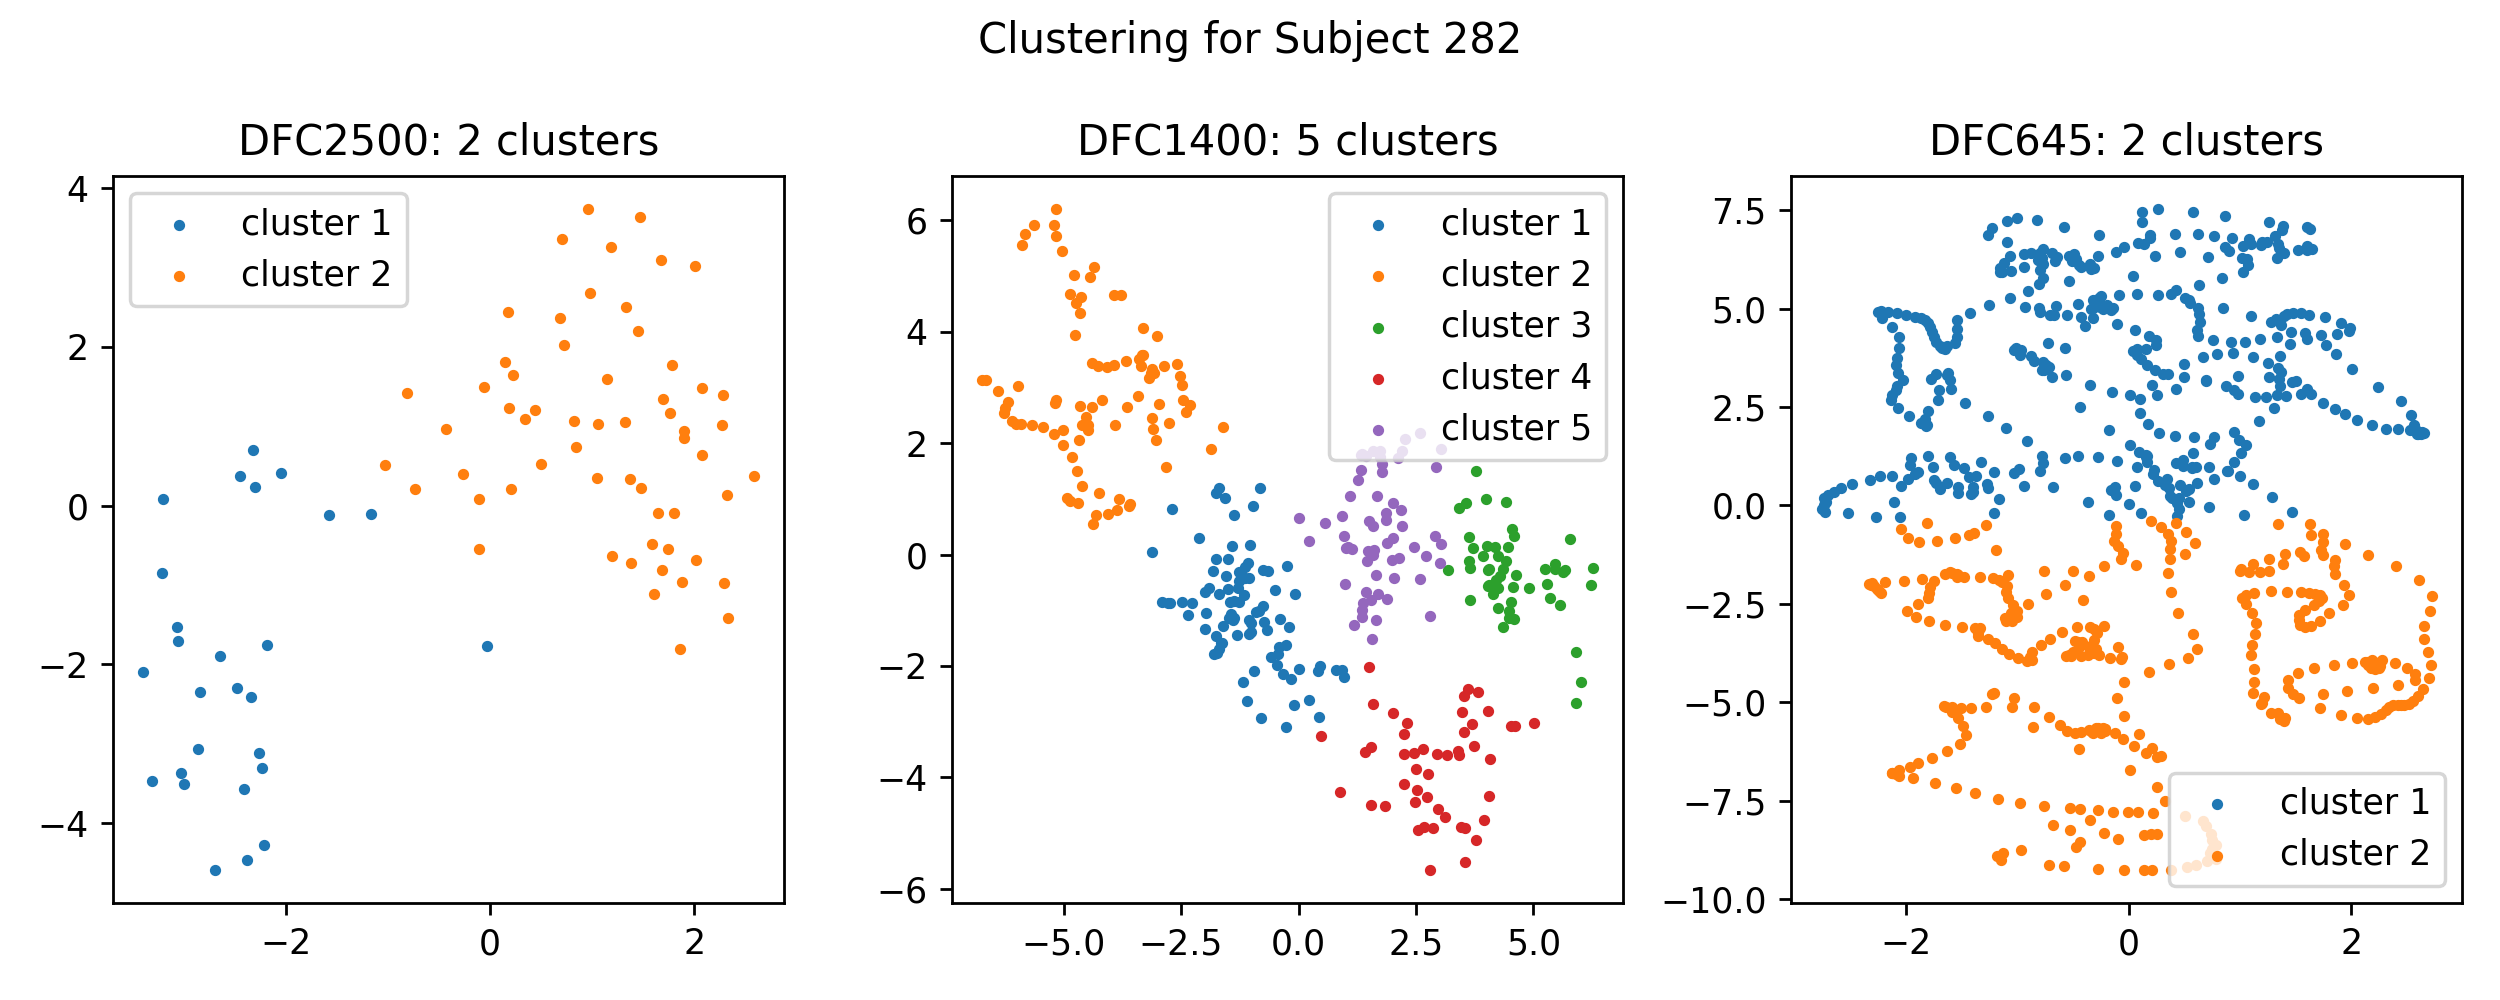 Clustering for Subject 282
DFC2500: 2 clusters
4
2
0
−2
−4
−2
0
2
cluster 1
cluster 2
DFC1400: 5 clusters
6
4
2
0
−2
−4
−6
−5.0
−2.5
0.0
2.5
5.0
cluster 1
cluster 2
cluster 3
cluster 4
cluster 5
DFC645: 2 clusters
7.5
5.0
2.5
0.0
−2.5
−5.0
−7.5
−10.0
−2
0
2
cluster 1
cluster 2